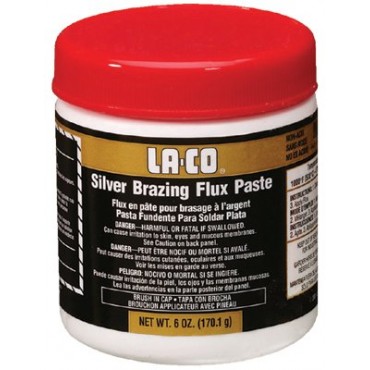 LA-CO®
Silver Brazing Flux Paste
Flux en pâte pour brasage à l'argent
Pasta Fundente Para Soldar Plata
DANGER—HARMFUL OR FATAL IF SWALLOWED.
Can cause irritation to skin, eyes and mucous membranes.
See Caution on back panel.
DANGER—PEUT ÊTRE NOCIF OU MORTEL SI AVALÉ.
Peut causer des irritations cutanées, oculaires et aux muqueuses.
Voir les mises en garde au verso.
PELIGRO: NOCIVO O MORTAL SI SE INGIERE.
Puede causar irritación de la piel, los ojos y las membranas mucosas.
Lea las advertencias en la parte posterior del envase.
BRUSH IN CAP • TAPA CON BROCHA
BROUCHON APPLICATEUR AVEC PINEAU
NET WT. 6 OZ. (170.1 g)